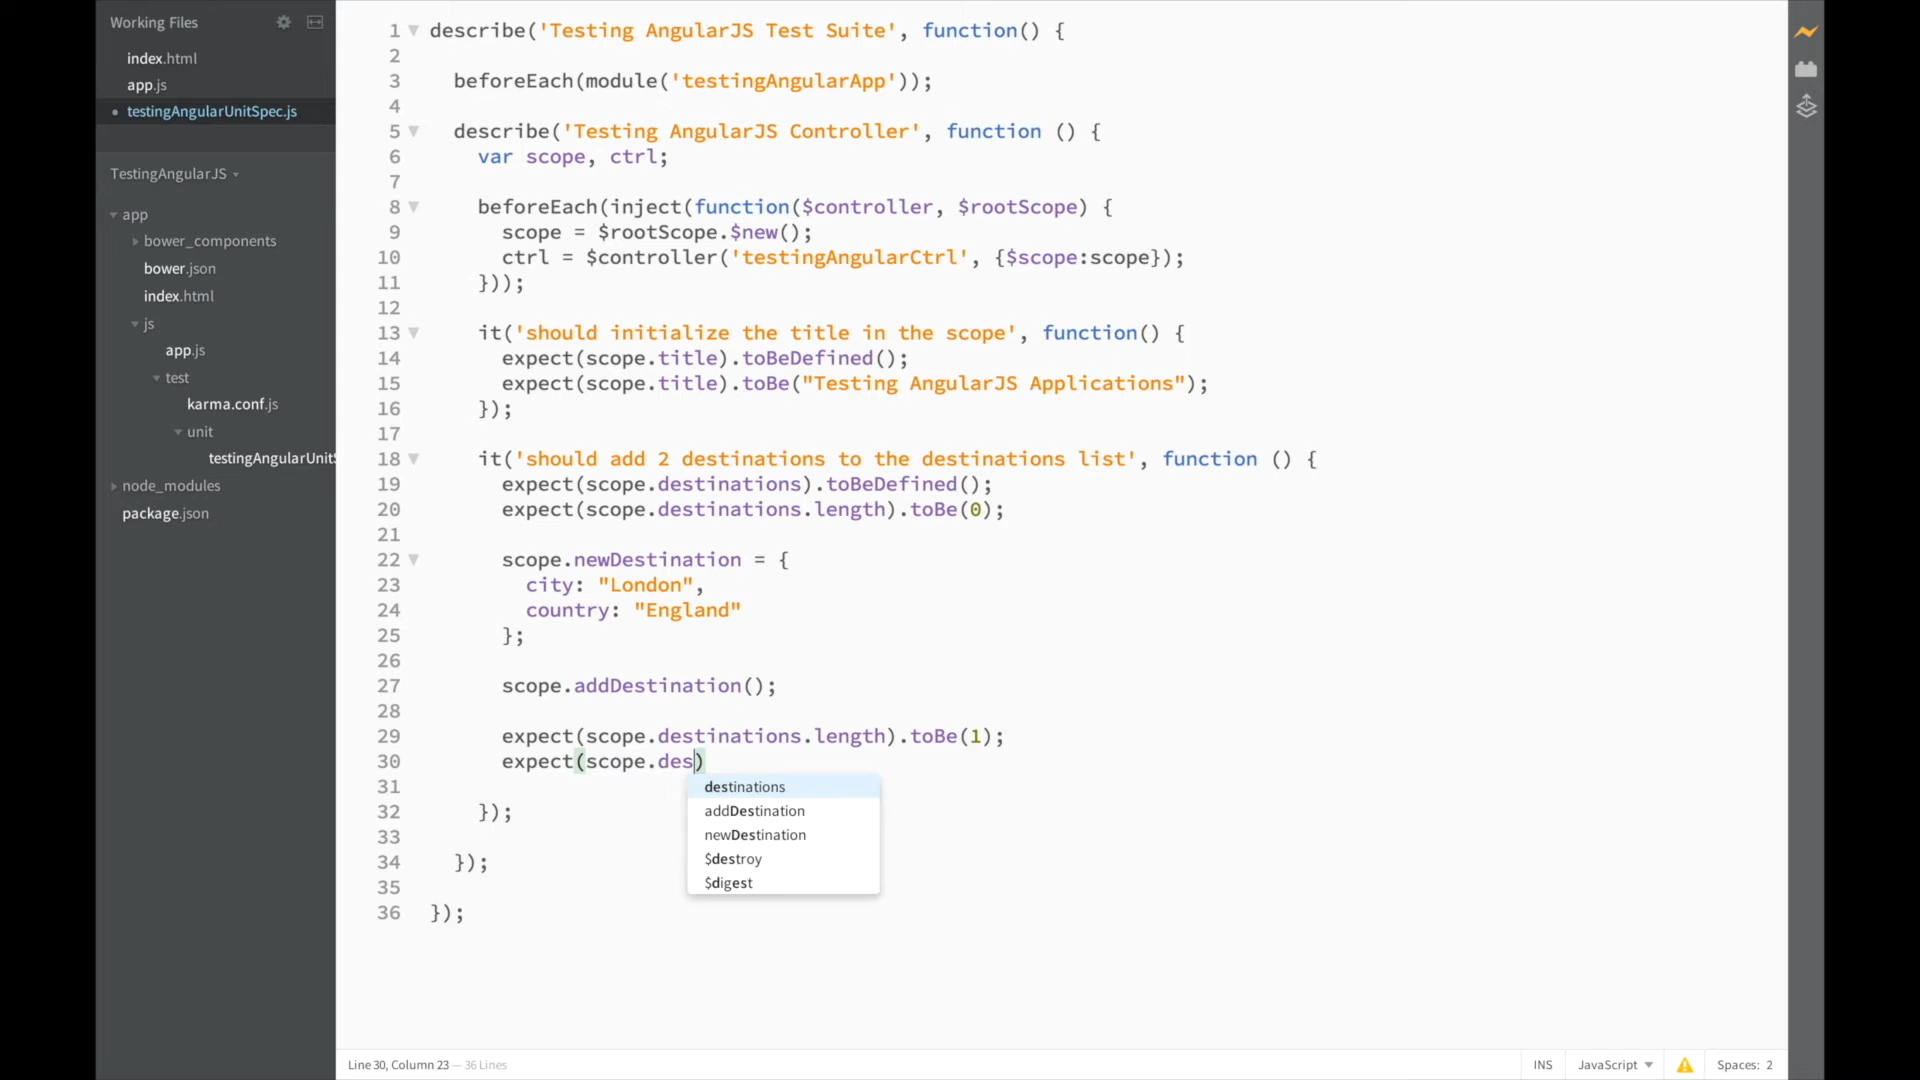 Working Files
index.html
app.js
testingAngularUnitSpec.js
TestingAngularJS
app
bower_components
bower.json
index.html
js
app.js
test
karma.conf.js
unit
testingAngularUnitS
node_modules
package.json
1 describe('Testing AngularJS Test Suite', function() {
2
3 beforeEach(module('testingAngularApp'));
4
5 describe('Testing AngularJS Controller', function () {
6 var scope, ctrl;
7
8 beforeEach(inject(function($controller, $rootScope) {
9 scope = $rootScope.$new();
10 ctrl = $controller('testingAngularCtrl', {$scope:scope});
11 }));
12
13 it('should initialize the title in the scope', function() {
14 expect(scope.title).toBeDefined();
15 expect(scope.title).toBe("Testing AngularJS Applications");
16 });
17
18 it('should add 2 destinations to the destinations list', function () {
19 expect(scope.destinations).toBeDefined();
20 expect(scope.destinations.length).toBe(0);
21
22 scope.newDestination = {
23 city: "London",
24 country: "England"
25 };
26
27 scope.addDestination();
28
29 expect(scope.destinations.length).toBe(1);
30 expect(scope.des)
31
destinations
addDestination
newDestination
$destroy
$digest
32 });
33
34 });
35
36 });
Line 30, Column 23 — 36 Lines
INS JavaScript Spaces: 2